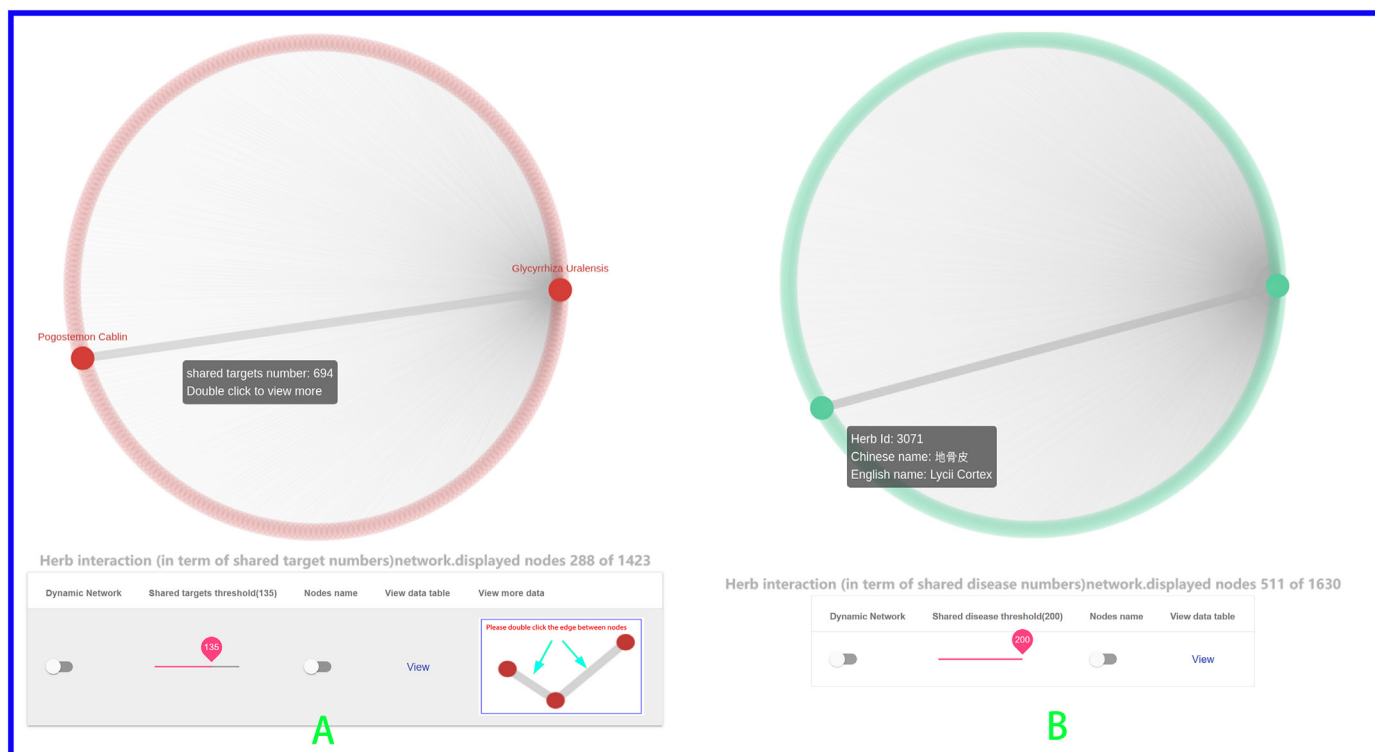 Glycyrrhiza Uralensis
Pogostemon Cablin
shared targets number: 694
Double click to view more
Herb interaction (in term of shared target numbers)network.displayed nodes 288 of 1423
Dynamic Network
Shared targets threshold(135)
Nodes name
View data table
View more data
135
View
Please double click the edge between nodes
A
Herb Id: 3071
Chinese name: 地骨皮
English name: Lycii Cortex
Herb interaction (in term of shared disease numbers)network.displayed nodes 511 of 1630
Dynamic Network
Shared disease threshold(200)
Nodes name
View data table
200
View
B